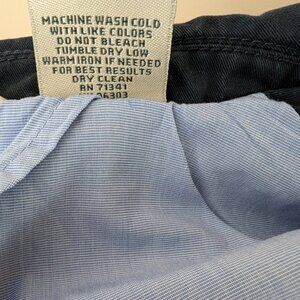 MACHINE WASH COLD
WITH LIKE COLORS
DO NOT BLEACH
TUMBLE DRY LOW
WARM IRON IF NEEDED
FOR BEST RESULTS
DRY CLEAN
RN 71341